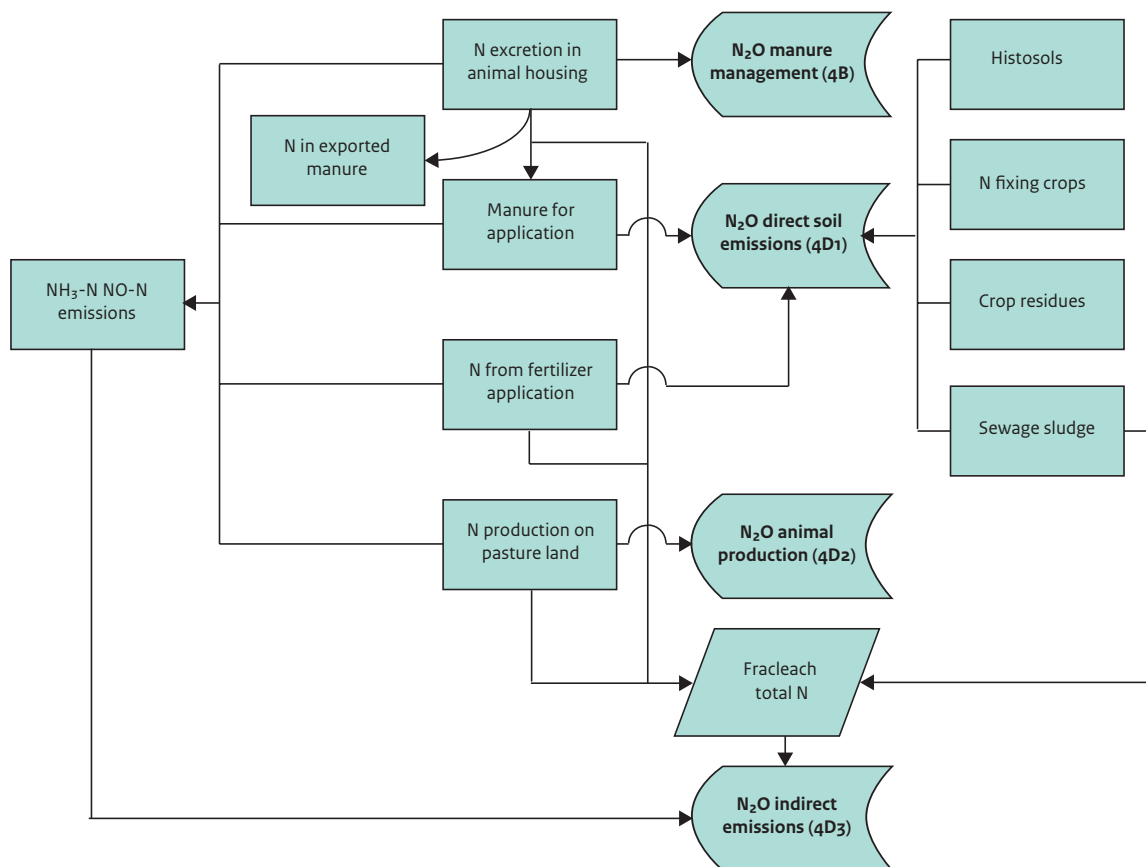 N excretion in
animal housing
N₂O manure
management (4B)
Histosols
N in exported
manure
Manure for
application
N₂O direct soil
emissions (4D1)
N fixing crops
NH₃-N NO-N
emissions
Crop residues
N from fertilizer
application
Sewage sludge
N production on
pasture land
N₂O animal
production (4D2)
Fracleach
total N
N₂O indirect
emissions (4D3)